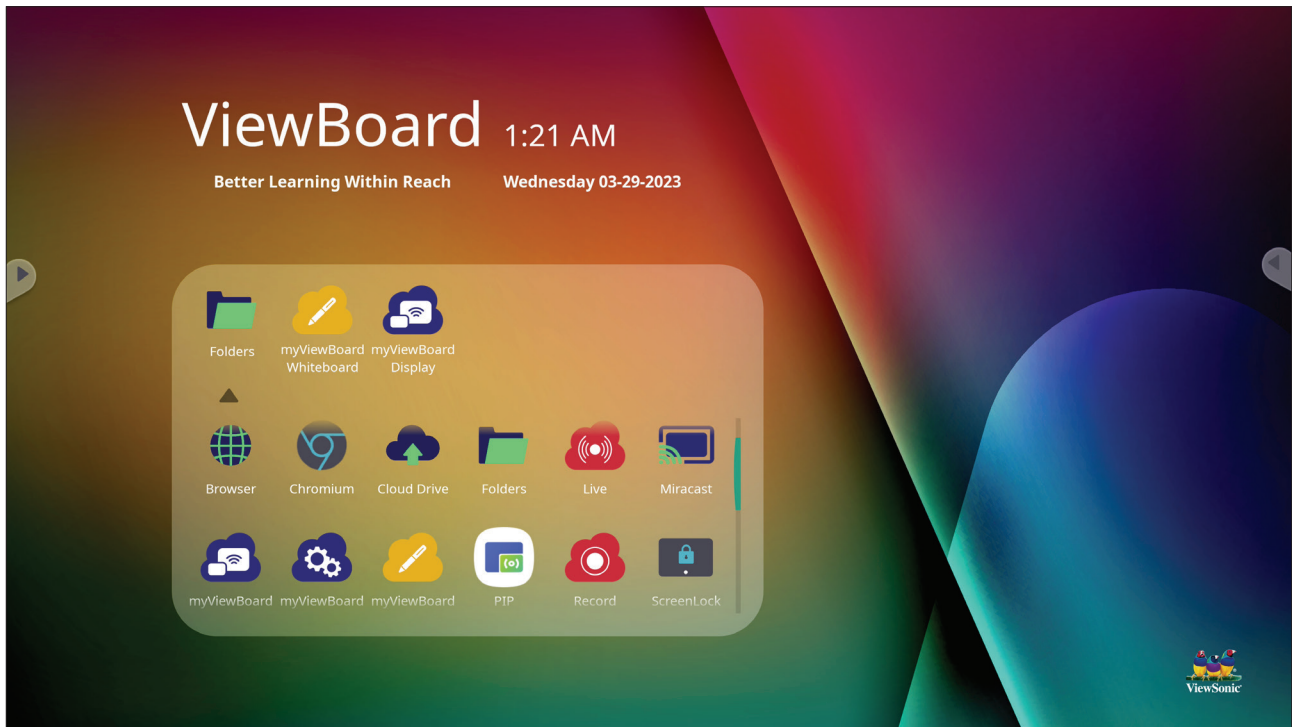 ViewBoard 1:21 AM
Better Learning Within Reach Wednesday 03-29-2023
Folders myViewBoard myViewBoard
Whiteboard Display
Browser Chromium Cloud Drive Folders Live Miracast
myViewBoard myViewBoard myViewBoard PIP Record ScreenLock
ViewSonic